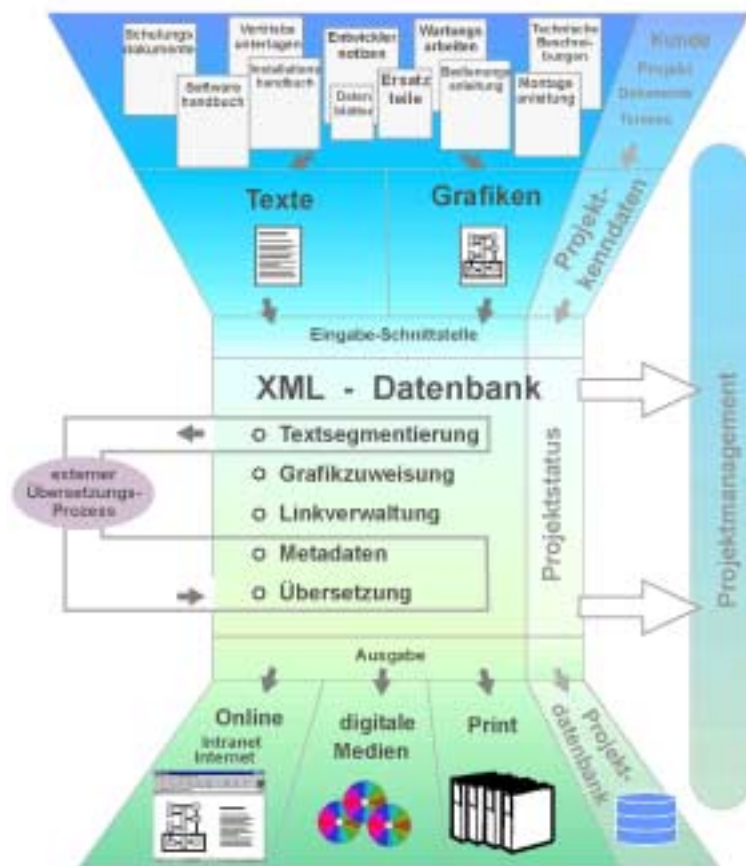 Schulungs
dokumente
Vertriebs
unterlagen
Entwickler
notizen
Wartungs
arbeiten
Technische
Beschrei-
bungen
Kunde
Projekt
Dokumente
Termine
Software
handbuch
Installations
handbuch
Daten
blätter
Ersatz
teile
Bedienungs
anleitung
Montage
anleitung
Texte
Grafiken
Projekt-
kenndaten
Eingabe-Schnittstelle
XML - Datenbank
Textsegmentierung
Grafikzuweisung
Linkverwaltung
Metadaten
Übersetzung
externer
Übersetzungs-
Prozess
Projektstatus
Projektmanagement
Ausgabe
Online
Intranet
Internet
digitale
Medien
Print
Projekt-
datenbank